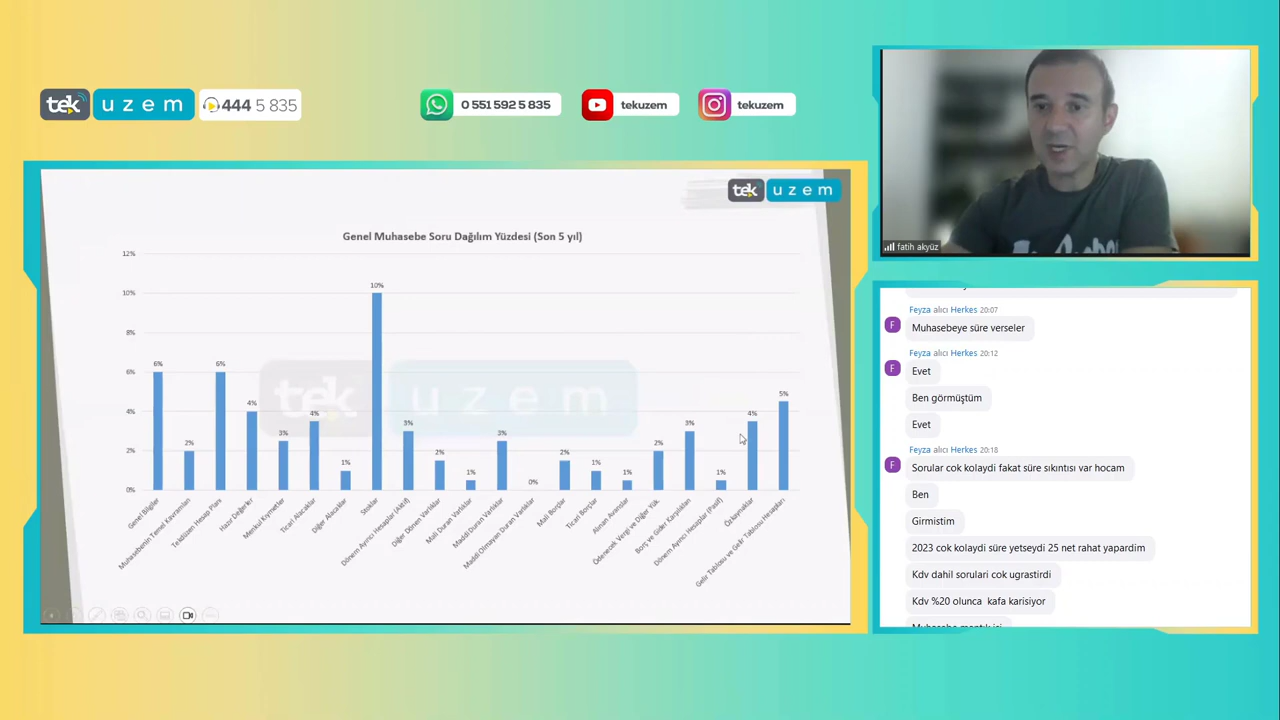 tek uzem 444 5 835
0 551 592 5 835
tekuzem
tekuzem
tek uzem
Genel Muhasebe Soru Dağılım Yüzdesi (Son 5 yıl)
12%
10%
8%
6%
4%
2%
0%
6%
2%
6%
4%
3%
4%
1%
10%
3%
2%
1%
3%
0%
2%
1%
1%
2%
3%
1%
4%
5%
Genel Bilgiler
Muhasebenin Temel Kavramları
Tekdüzen Hesap Planı
Hazır Değerler
Menkul Kıymetler
Ticari Alacaklar
Diğer Alacaklar
Stoklar
Dönem Ayırıcı Hesaplar (Aktif)
Diğer Dönen Varlıklar
Mali Duran Varlıklar
Maddi Duran Varlıklar
Maddi Olmayan Duran Varlıklar
Mali Borçlar
Ticari Borçlar
Alınan Avanslar
Ödenecek Vergi ve Diğer Yük.
Borç ve Gider Karşılıkları
Dönem Ayırıcı Hesaplar (Pasif)
Özkaynaklar
Gelir Tablosu ve Gelir Tablosu Hesapları
tek uzem
fatih akyüz
Feyza alıcı Herkes 20:07
F
Muhasebeye süre verseler
Feyza alıcı Herkes 20:12
F
Evet
Ben görmüştüm
Evet
Feyza alıcı Herkes 20:18
F
Sorular cok kolaydi fakat süre sıkıntısı var hocam
Ben
Girmistim
2023 cok kolaydi süre yetseydi 25 net rahat yapardim
Kdv dahil sorulari cok ugrastirdi
Kdv %20 olunca kafa karisiyor